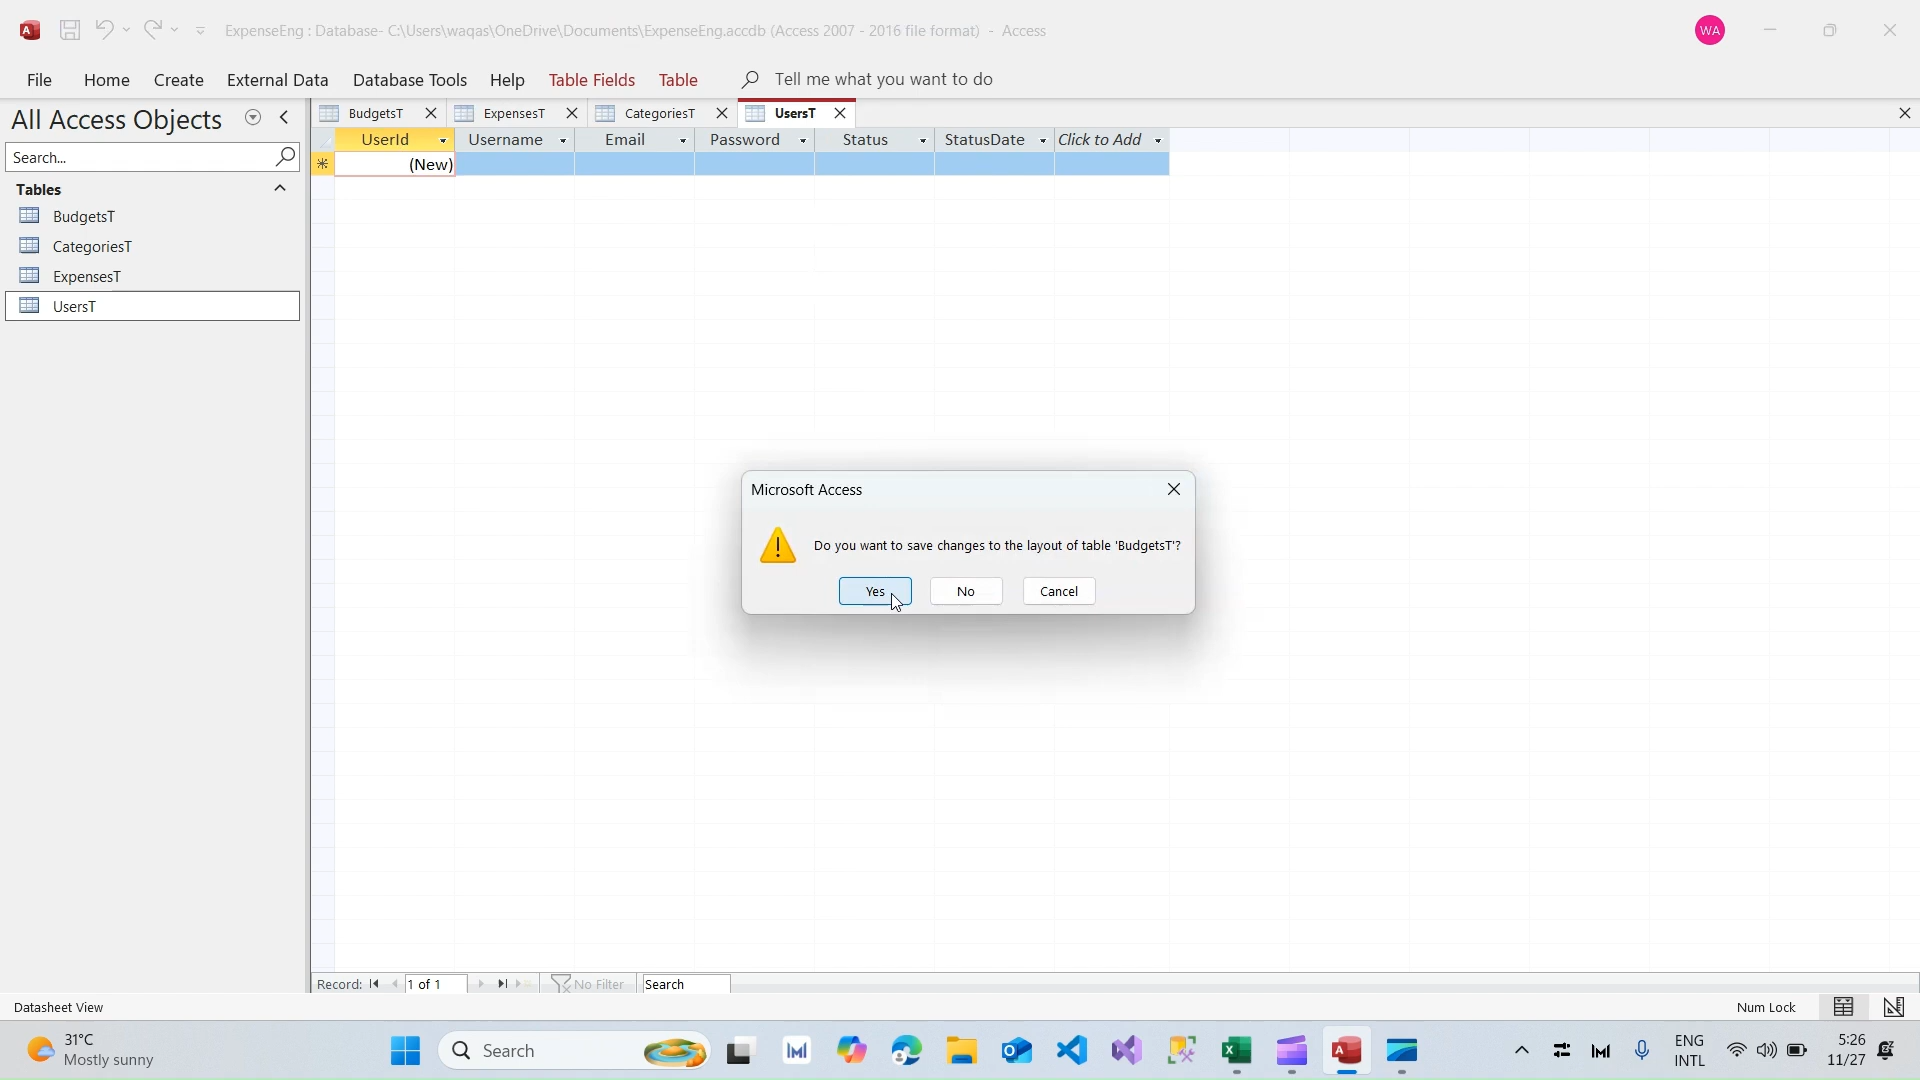 ExpenseEng : Database- C:\Users\waqas\OneDrive\Documents\ExpenseEng.accdb (Access 2007 - 2016 file format) - Access
WA
File Home Create External Data Database Tools Help Table Fields Table Tell me what you want to do
All Access Objects
Search...
Tables
BudgetsT
CategoriesT
ExpensesT
UsersT
BudgetsT ExpensesT CategoriesT UsersT
UserId Username Email Password Status StatusDate Click to Add
(New)
Microsoft Access
Do you want to save changes to the layout of table 'BudgetsT'?
Yes No Cancel
Record: 1 of 1 No Filter Search
Datasheet View
Num Lock
31°C
Mostly sunny
Search
ENG
INTL
5:26
11/27